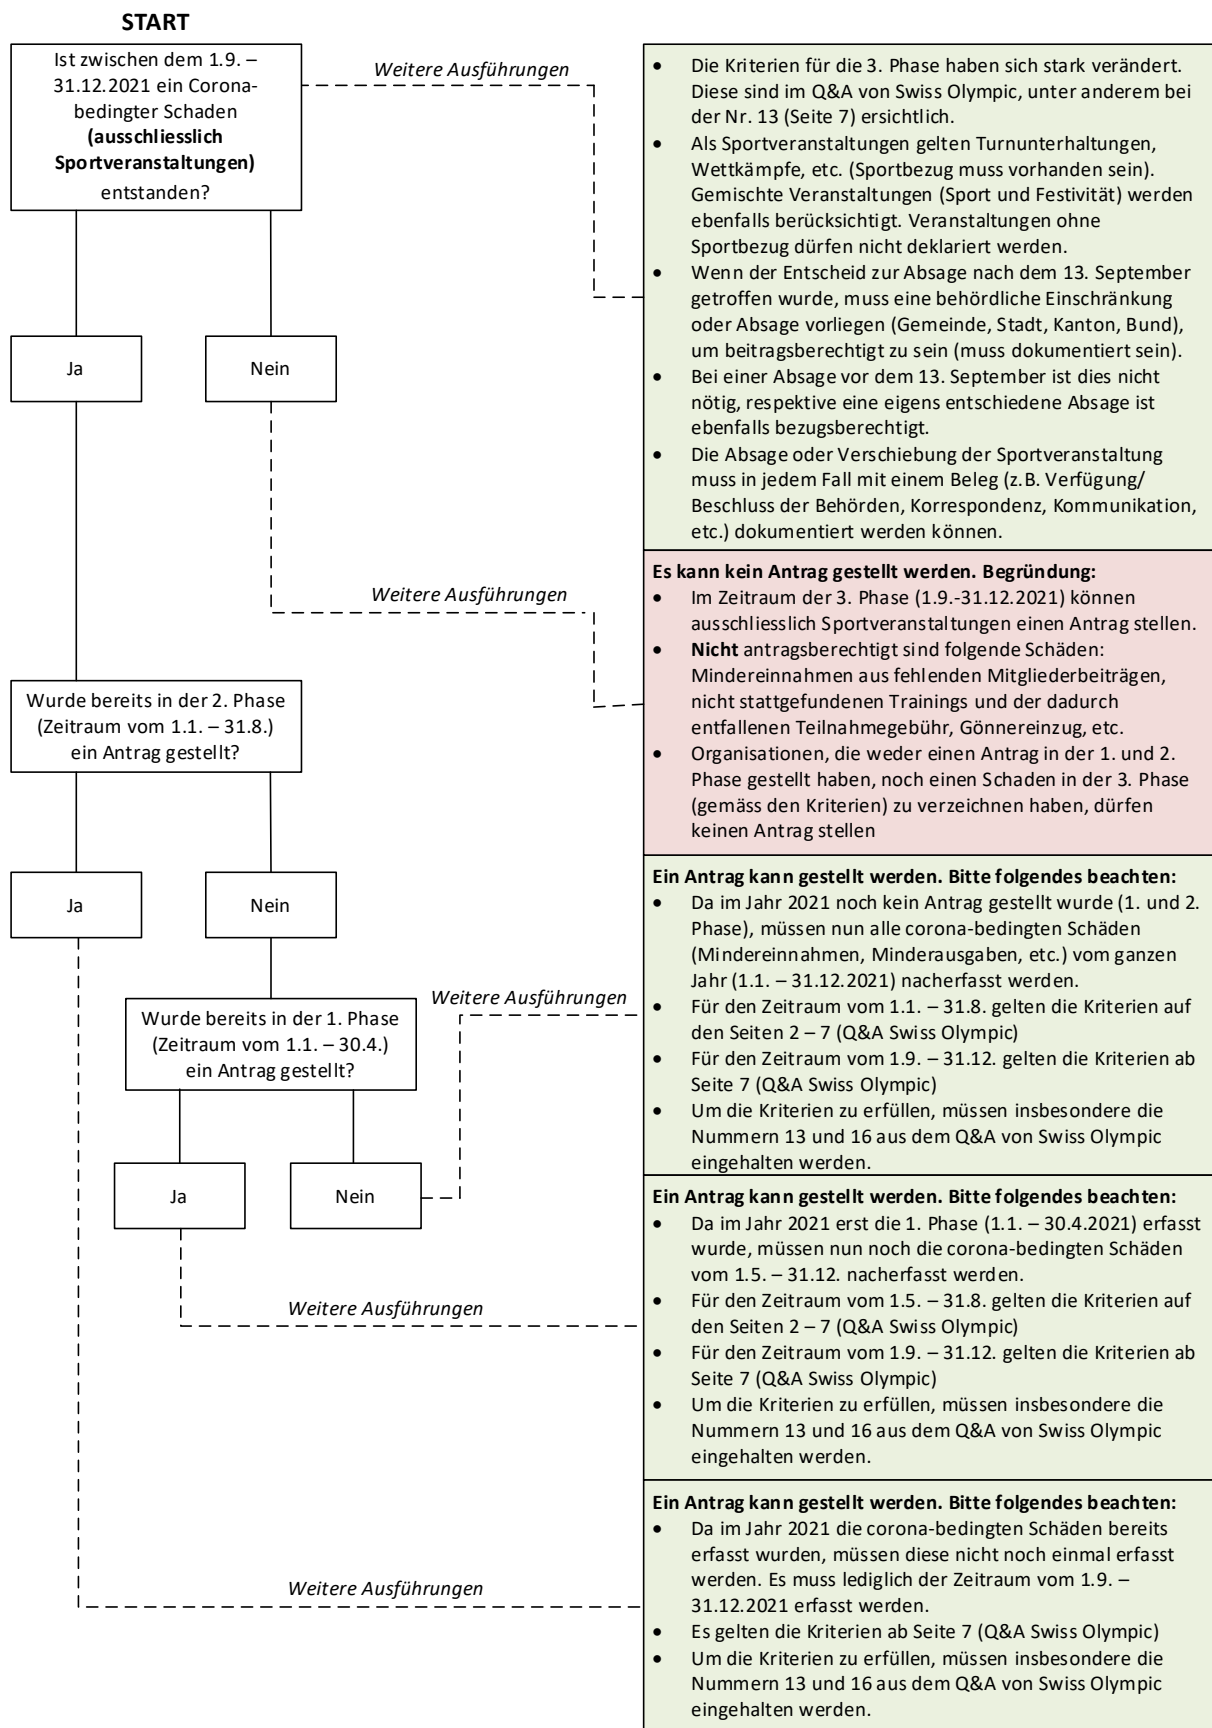 START
Ist zwischen dem 1.9. –
31.12.2021 ein Corona-
bedingter Schaden
(ausschliesslich
Sportveranstaltungen)
entstanden?
Weitere Ausführungen
• Die Kriterien für die 3. Phase haben sich stark verändert.
Diese sind im Q&A von Swiss Olympic, unter anderem bei
der Nr. 13 (Seite 7) ersichtlich.
• Als Sportveranstaltungen gelten Turnunterhaltungen,
Wettkämpfe, etc. (Sportbezug muss vorhanden sein).
Gemischte Veranstaltungen (Sport und Festivität) werden
ebenfalls berücksichtigt. Veranstaltungen ohne
Sportbezug dürfen nicht deklariert werden.
• Wenn der Entscheid zur Absage nach dem 13. September
getroffen wurde, muss eine behördliche Einschränkung
oder Absage vorliegen (Gemeinde, Stadt, Kanton, Bund),
um beitragsberechtigt zu sein (muss dokumentiert sein).
• Bei einer Absage vor dem 13. September ist dies nicht
nötig, respektive eine eigens entschiedene Absage ist
ebenfalls bezugsberechtigt.
• Die Absage oder Verschiebung der Sportveranstaltung
muss in jedem Fall mit einem Beleg (z.B. Verfügung/
Beschluss der Behörden, Korrespondenz, Kommunikation,
etc.) dokumentiert werden können.
Ja
Nein
Weitere Ausführungen
Es kann kein Antrag gestellt werden. Begründung:
• Im Zeitraum der 3. Phase (1.9.-31.12.2021) können
ausschliesslich Sportveranstaltungen einen Antrag stellen.
• Nicht antragsberechtigt sind folgende Schäden:
Mindereinnahmen aus fehlenden Mitgliederbeiträgen,
nicht stattgefundenen Trainings und der dadurch
entfallenen Teilnahmegebühr, Gönnereinzug, etc.
• Organisationen, die weder einen Antrag in der 1. und 2.
Phase gestellt haben, noch einen Schaden in der 3. Phase
(gemäss den Kriterien) zu verzeichnen haben, dürfen
keinen Antrag stellen
Wurde bereits in der 2. Phase
(Zeitraum vom 1.1. – 31.8.)
ein Antrag gestellt?
Ja
Nein
Weitere Ausführungen
Ein Antrag kann gestellt werden. Bitte folgendes beachten:
• Da im Jahr 2021 noch kein Antrag gestellt wurde (1. und 2.
Phase), müssen nun alle corona-bedingten Schäden
(Mindereinnahmen, Minderausgaben, etc.) vom ganzen
Jahr (1.1. – 31.12.2021) nacherfasst werden.
• Für den Zeitraum vom 1.1. – 31.8. gelten die Kriterien auf
den Seiten 2 – 7 (Q&A Swiss Olympic)
• Für den Zeitraum vom 1.9. – 31.12. gelten die Kriterien ab
Seite 7 (Q&A Swiss Olympic)
• Um die Kriterien zu erfüllen, müssen insbesondere die
Nummern 13 und 16 aus dem Q&A von Swiss Olympic
eingehalten werden.
Wurde bereits in der 1. Phase
(Zeitraum vom 1.1. – 30.4.)
ein Antrag gestellt?
Ja
Nein
Weitere Ausführungen
Ein Antrag kann gestellt werden. Bitte folgendes beachten:
• Da im Jahr 2021 erst die 1. Phase (1.1. – 30.4.2021) erfasst
wurde, müssen nun noch die corona-bedingten Schäden
vom 1.5. – 31.12. nacherfasst werden.
• Für den Zeitraum vom 1.5. – 31.8. gelten die Kriterien auf
den Seiten 2 – 7 (Q&A Swiss Olympic)
• Für den Zeitraum vom 1.9. – 31.12. gelten die Kriterien ab
Seite 7 (Q&A Swiss Olympic)
• Um die Kriterien zu erfüllen, müssen insbesondere die
Nummern 13 und 16 aus dem Q&A von Swiss Olympic
eingehalten werden.
Weitere Ausführungen
Ein Antrag kann gestellt werden. Bitte folgendes beachten:
• Da im Jahr 2021 die corona-bedingten Schäden bereits
erfasst wurden, müssen diese nicht noch einmal erfasst
werden. Es muss lediglich der Zeitraum vom 1.9. –
31.12.2021 erfasst werden.
• Es gelten die Kriterien ab Seite 7 (Q&A Swiss Olympic)
• Um die Kriterien zu erfüllen, müssen insbesondere die
Nummern 13 und 16 aus dem Q&A von Swiss Olympic
eingehalten werden.